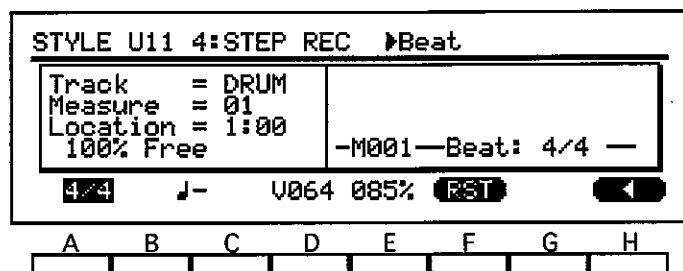 STYLE U11 4:STEP REC ▶Beat
Track = DRUM
Measure = 01
Location = 1:00
100% Free
-M001—Beat: 4/4 —
4/4 ♩- V064 085% RST ◀
A B C D E F G H